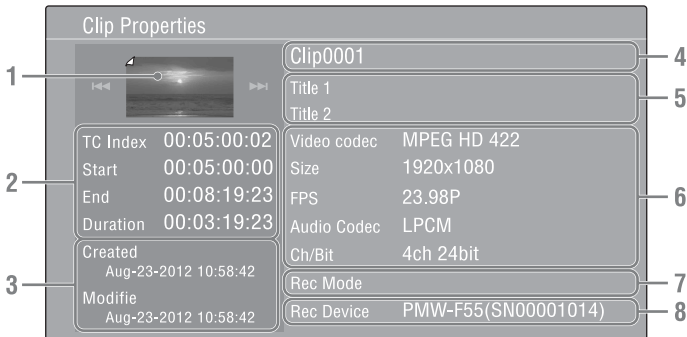 Clip Properties
1
Clip0001
4
Title 1
Title 2
5
2
TC Index 00:05:00:02
Start 00:05:00:00
End 00:08:19:23
Duration 00:03:19:23
Video codec MPEG HD 422
Size 1920x1080
FPS 23.98P
Audio Codec LPCM
Ch/Bit 4ch 24bit
6
3
Created
Aug-23-2012 10:58:42
Modifie
Aug-23-2012 10:58:42
Rec Mode
7
Rec Device PMW-F55(SN00001014)
8